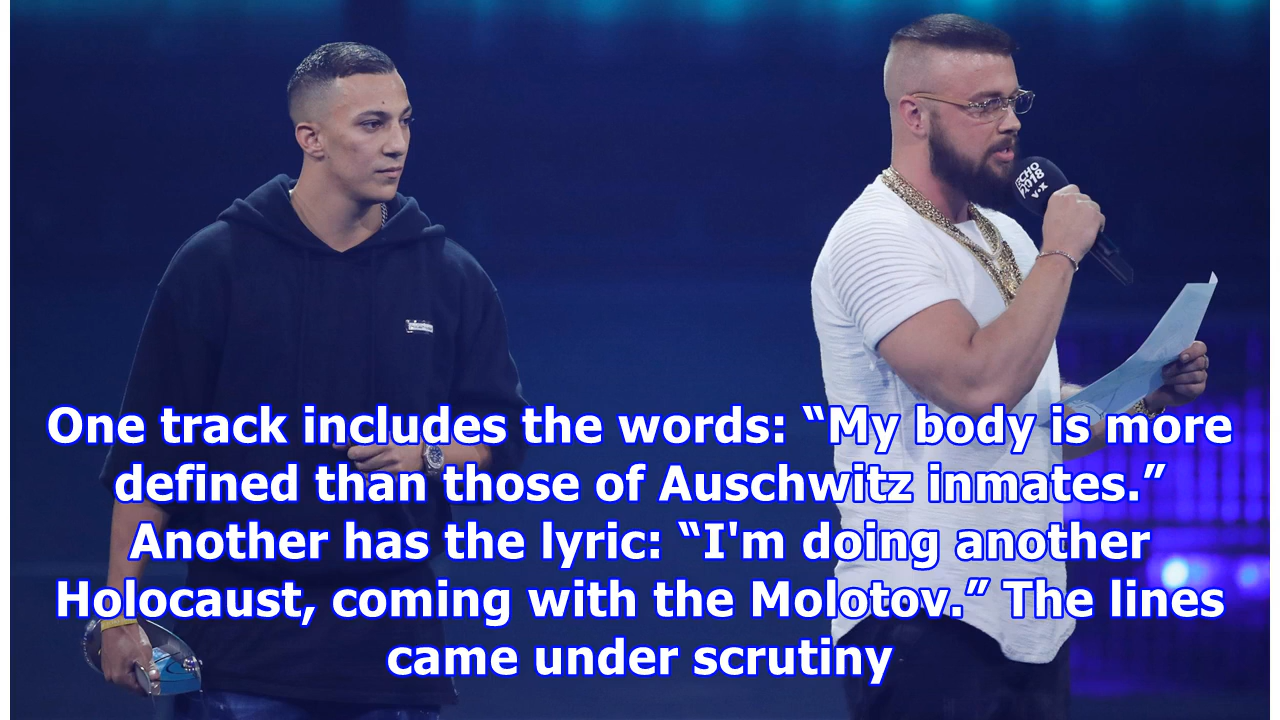 ECHO
2018
VOX
One track includes the words: “My body is more
defined than those of Auschwitz inmates.”
Another has the lyric: “I'm doing another
Holocaust, coming with the Molotov.” The lines
came under scrutiny